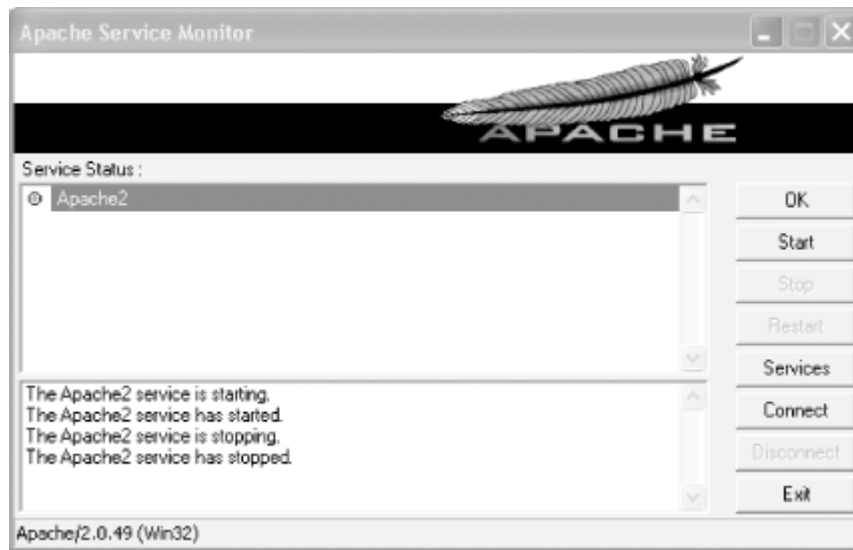 Apache Service Monitor
APACHE
Service Status :
Apache2
OK
Start
Stop
Restart
Services
Connect
Disconnect
Exit
The Apache2 service is starting.
The Apache2 service has started.
The Apache2 service is stopping.
The Apache2 service has stopped.
Apache/2.0.49 (Win32)